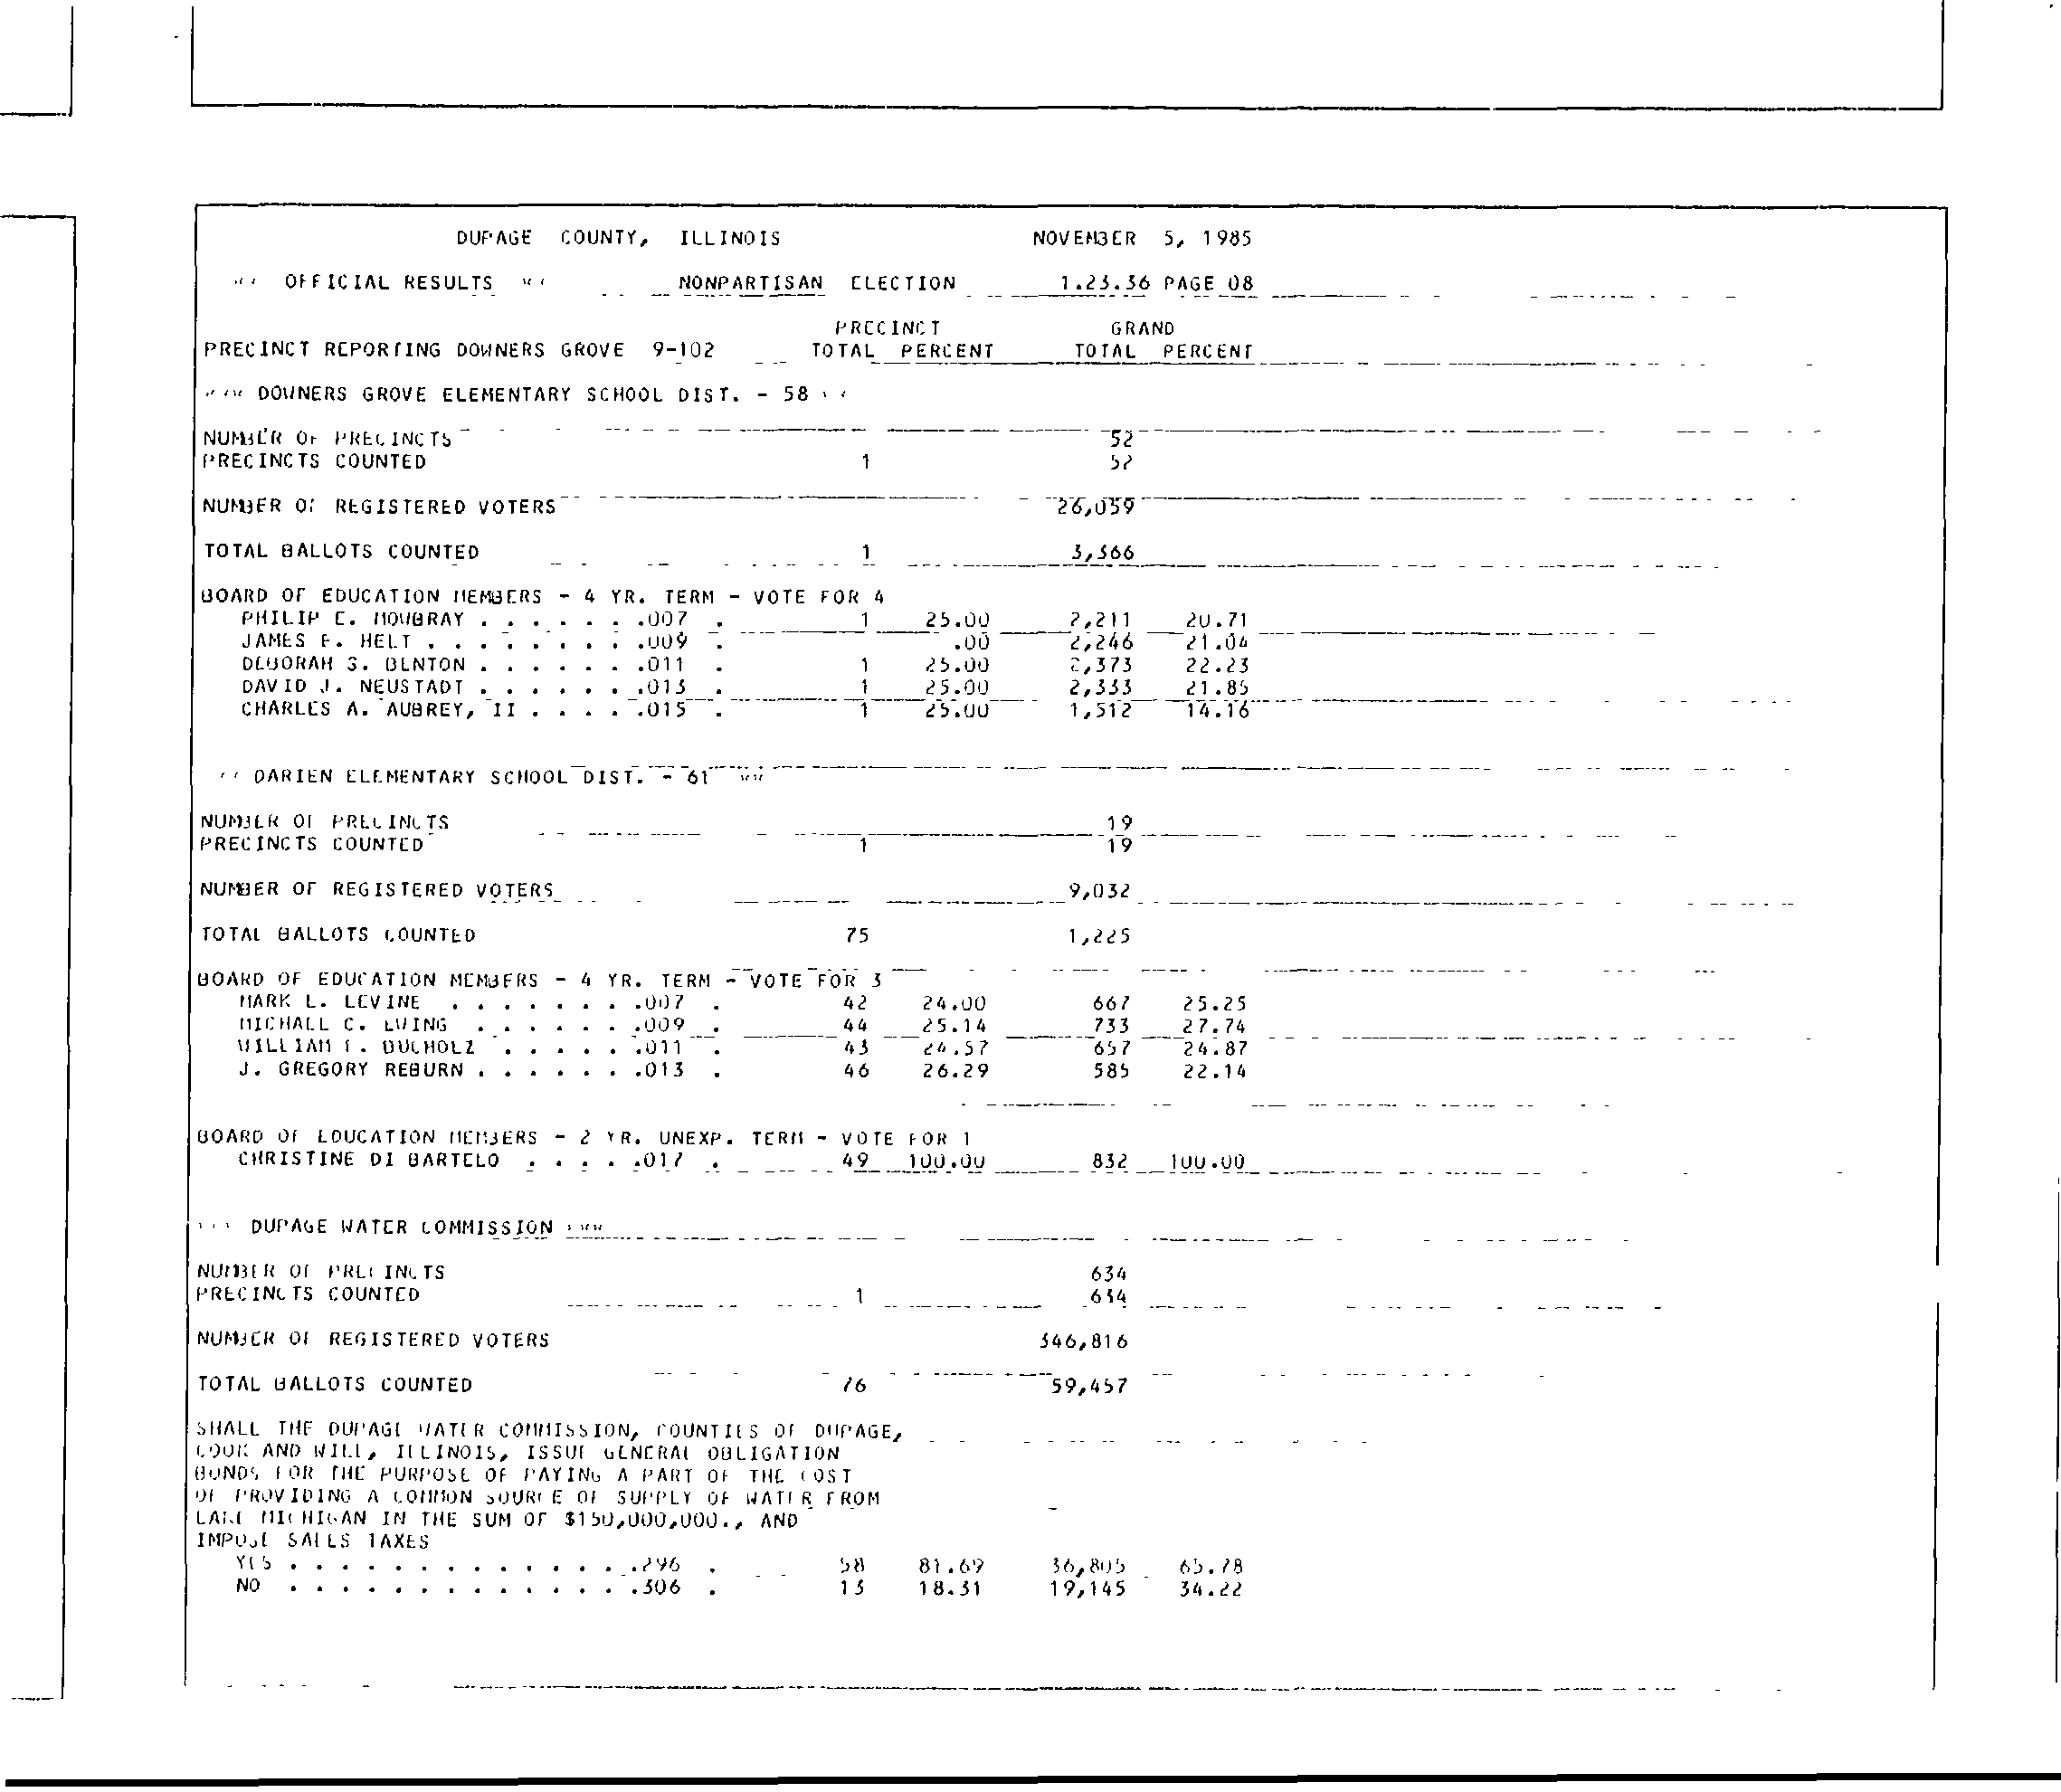 DUPAGE COUNTY, ILLINOIS NOVEMBER 5, 1985
OFFICIAL RESULTS NONPARTISAN ELECTION 1.23.36 PAGE 08
PRECINCT GRAND
PRECINCT REPORTING DOWNERS GROVE 9-102 TOTAL PERCENT TOTAL PERCENT
DOWNERS GROVE ELEMENTARY SCHOOL DIST. - 58
NUMBER OF PRECINCTS 52
PRECINCTS COUNTED 1 52
NUMBER OF REGISTERED VOTERS 26,059
TOTAL BALLOTS COUNTED 1 3,366
BOARD OF EDUCATION MEMBERS - 4 YR. TERM - VOTE FOR 4
PHILIP E. MOWBRAY . . . . . . .007 . 1 25.00 2,211 20.71
JAMES F. HELT . . . . . . . . .009 . .00 2,246 21.04
DEBORAH S. BENTON . . . . . . .011 . 1 25.00 2,373 22.23
DAVID J. NEUSTADT . . . . . . .013 . 1 25.00 2,333 21.85
CHARLES A. AUBREY, II . . . . .015 . 1 25.00 1,512 14.16
DARIEN ELEMENTARY SCHOOL DIST. - 61
NUMBER OF PRECINCTS 19
PRECINCTS COUNTED 1 19
NUMBER OF REGISTERED VOTERS 9,032
TOTAL BALLOTS COUNTED 75 1,225
BOARD OF EDUCATION MEMBERS - 4 YR. TERM - VOTE FOR 3
MARK L. LEVINE . . . . . . . .007 . 42 24.00 667 25.25
MICHAEL C. EWING . . . . . . .009 . 44 25.14 733 27.74
WILLIAM F. BUCHOLZ . . . . . .011 . 43 24.57 657 24.87
J. GREGORY REBURN . . . . . . .013 . 46 26.29 585 22.14
BOARD OF EDUCATION MEMBERS - 2 YR. UNEXP. TERM - VOTE FOR 1
CHRISTINE DI BARTELO . . . . .017 . 49 100.00 832 100.00
DUPAGE WATER COMMISSION
NUMBER OF PRECINCTS 634
PRECINCTS COUNTED 1 634
NUMBER OF REGISTERED VOTERS 346,816
TOTAL BALLOTS COUNTED 76 59,457
SHALL THE DUPAGE WATER COMMISSION, COUNTIES OF DUPAGE,
COOK AND WILL, ILLINOIS, ISSUE GENERAL OBLIGATION
BONDS FOR THE PURPOSE OF PAYING A PART OF THE COST
OF PROVIDING A COMMON SOURCE OF SUPPLY OF WATER FROM
LAKE MICHIGAN IN THE SUM OF $150,000,000., AND
IMPOSE SALES TAXES
YES . . . . . . . . . . . . . .296 . 58 81.69 36,805 65.78
NO . . . . . . . . . . . . . .306 . 13 18.31 19,145 34.22